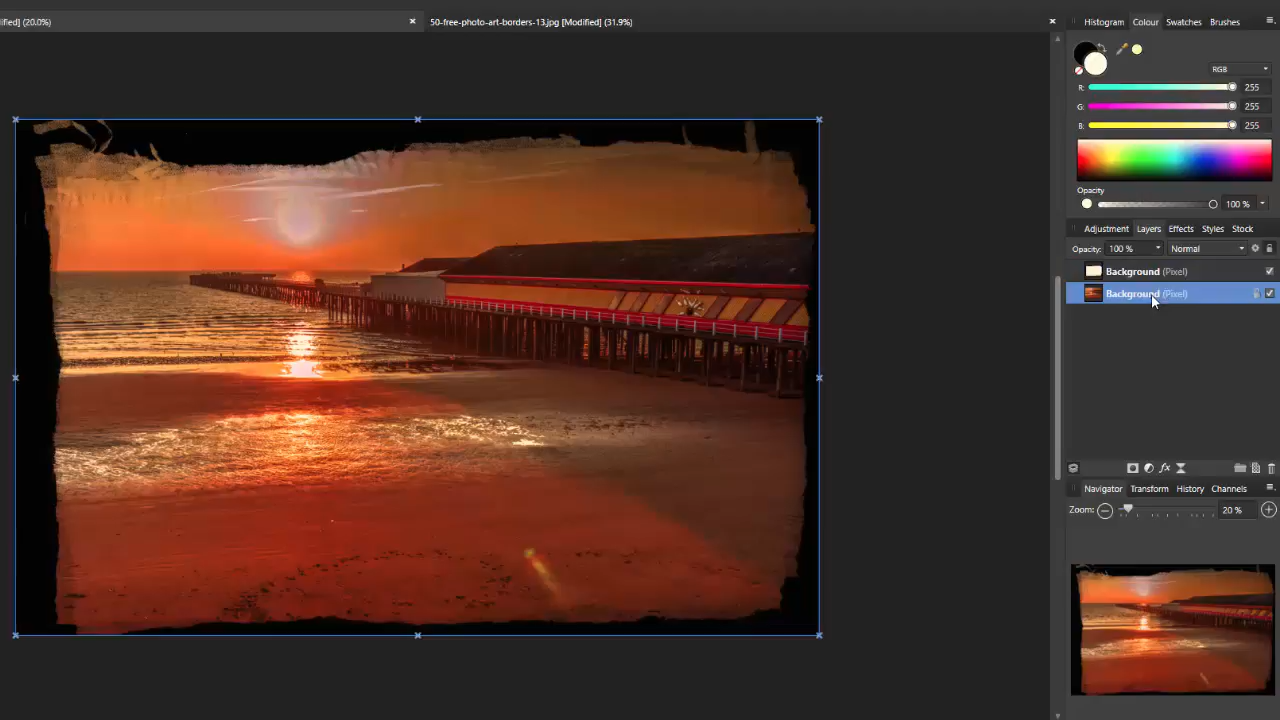 ified] (20.0%)
50-free-photo-art-borders-13.jpg [Modified] (31.9%)
Histogram Colour Swatches Brushes
RGB
R: 255
G: 255
B: 255
Opacity
100 %
Adjustment Layers Effects Styles Stock
Opacity: 100 % Normal
Background (Pixel)
Background (Pixel)
fx
Navigator Transform History Channels
Zoom: 20 %